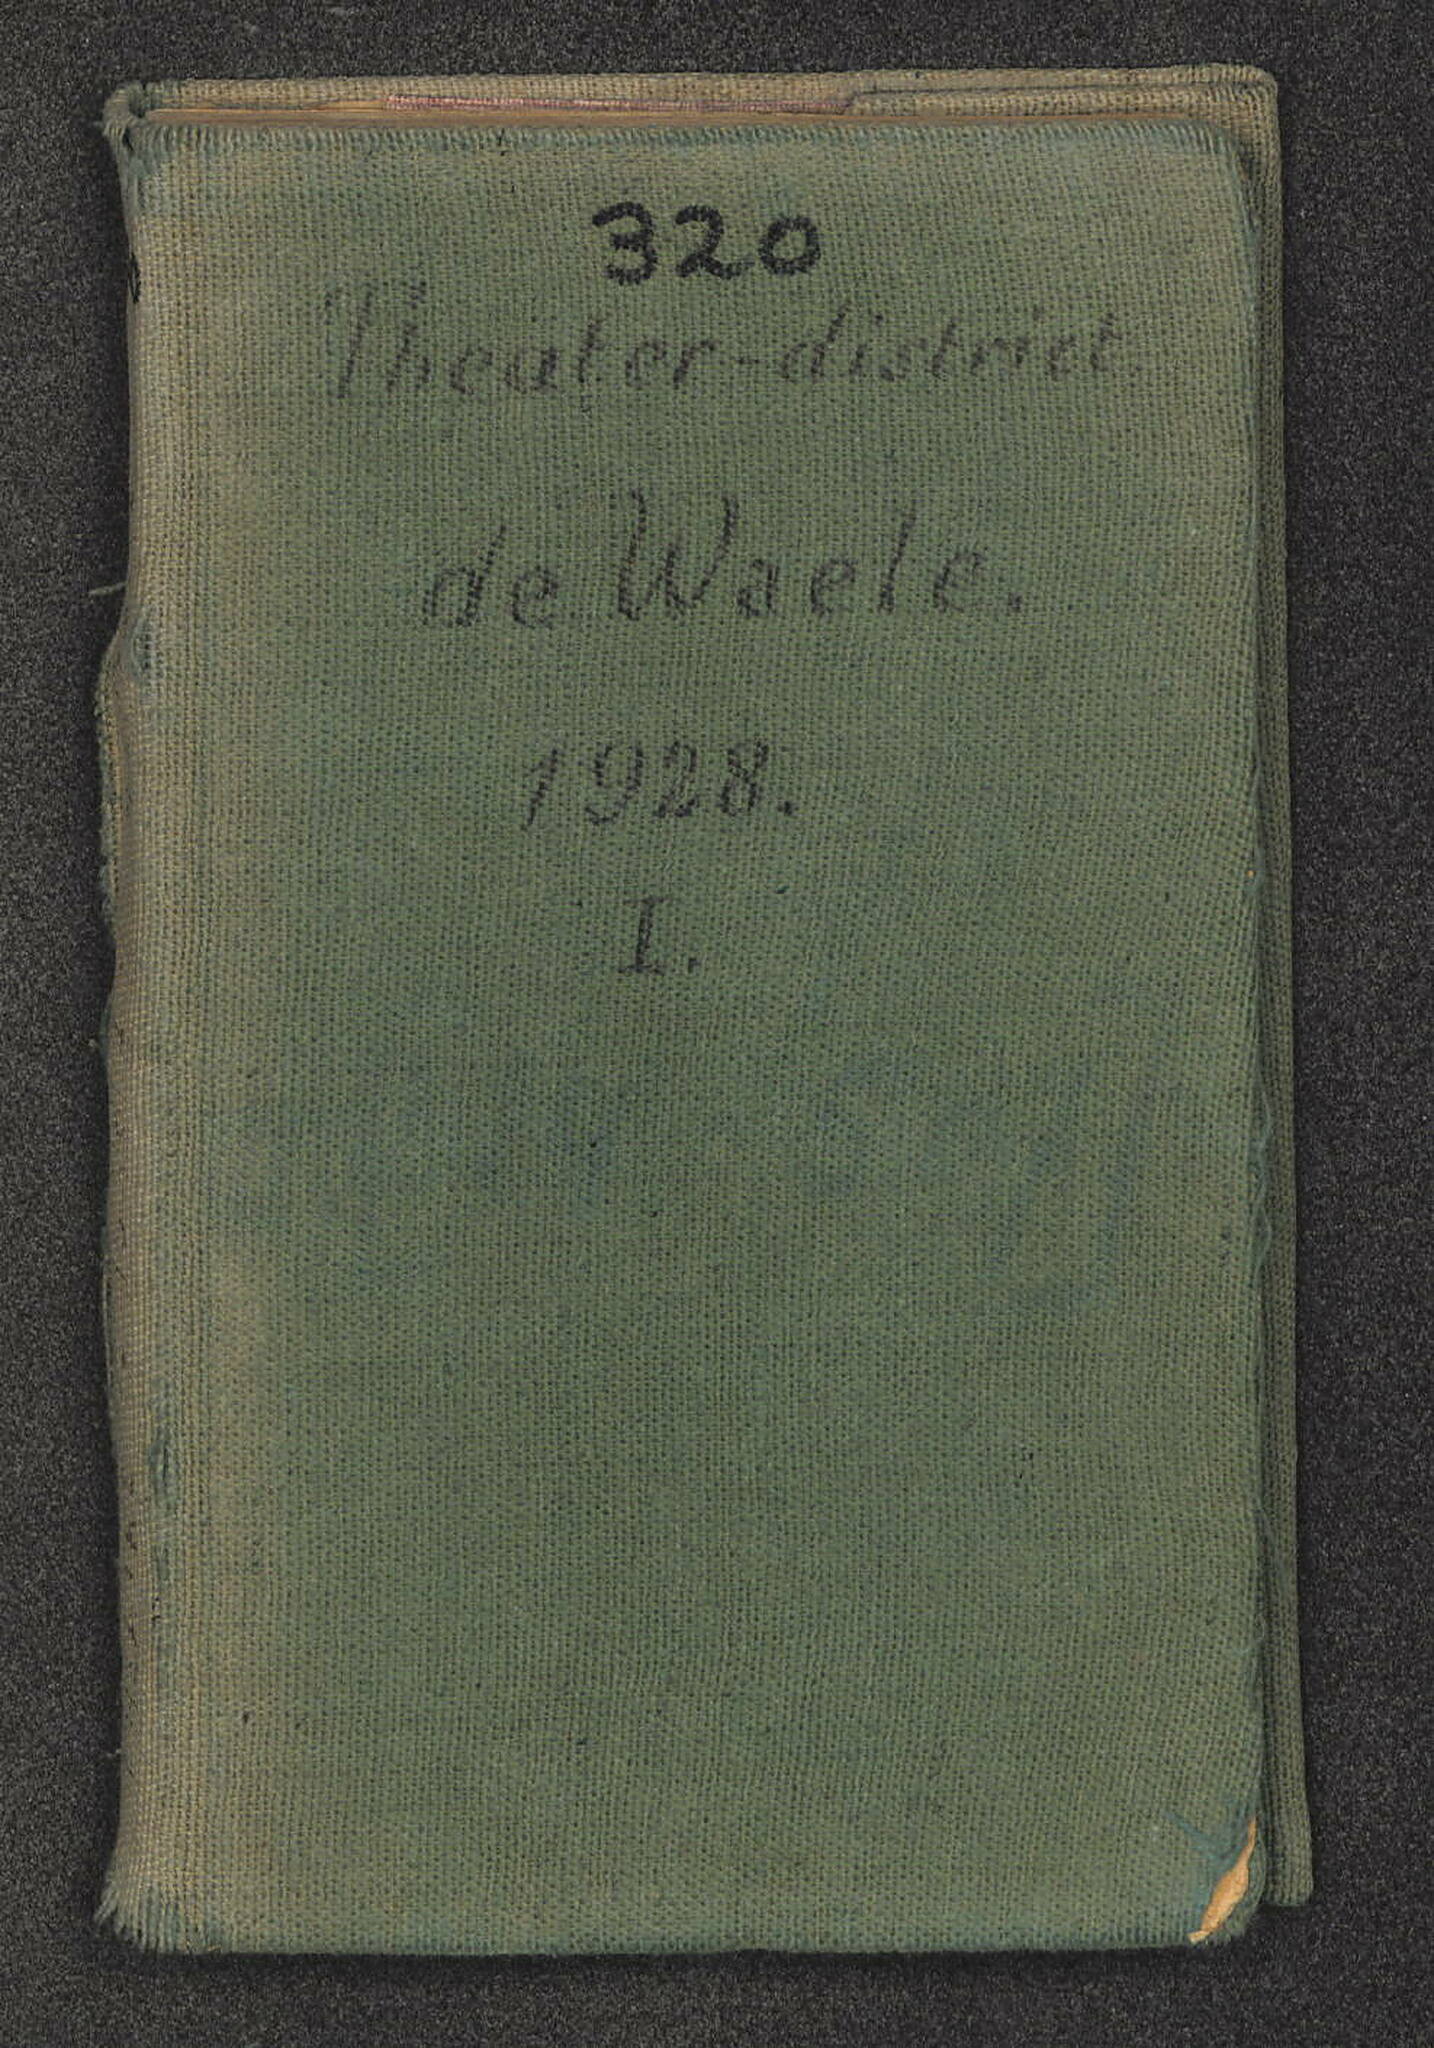 320
Theater-district
de Waele.
1928.
I.